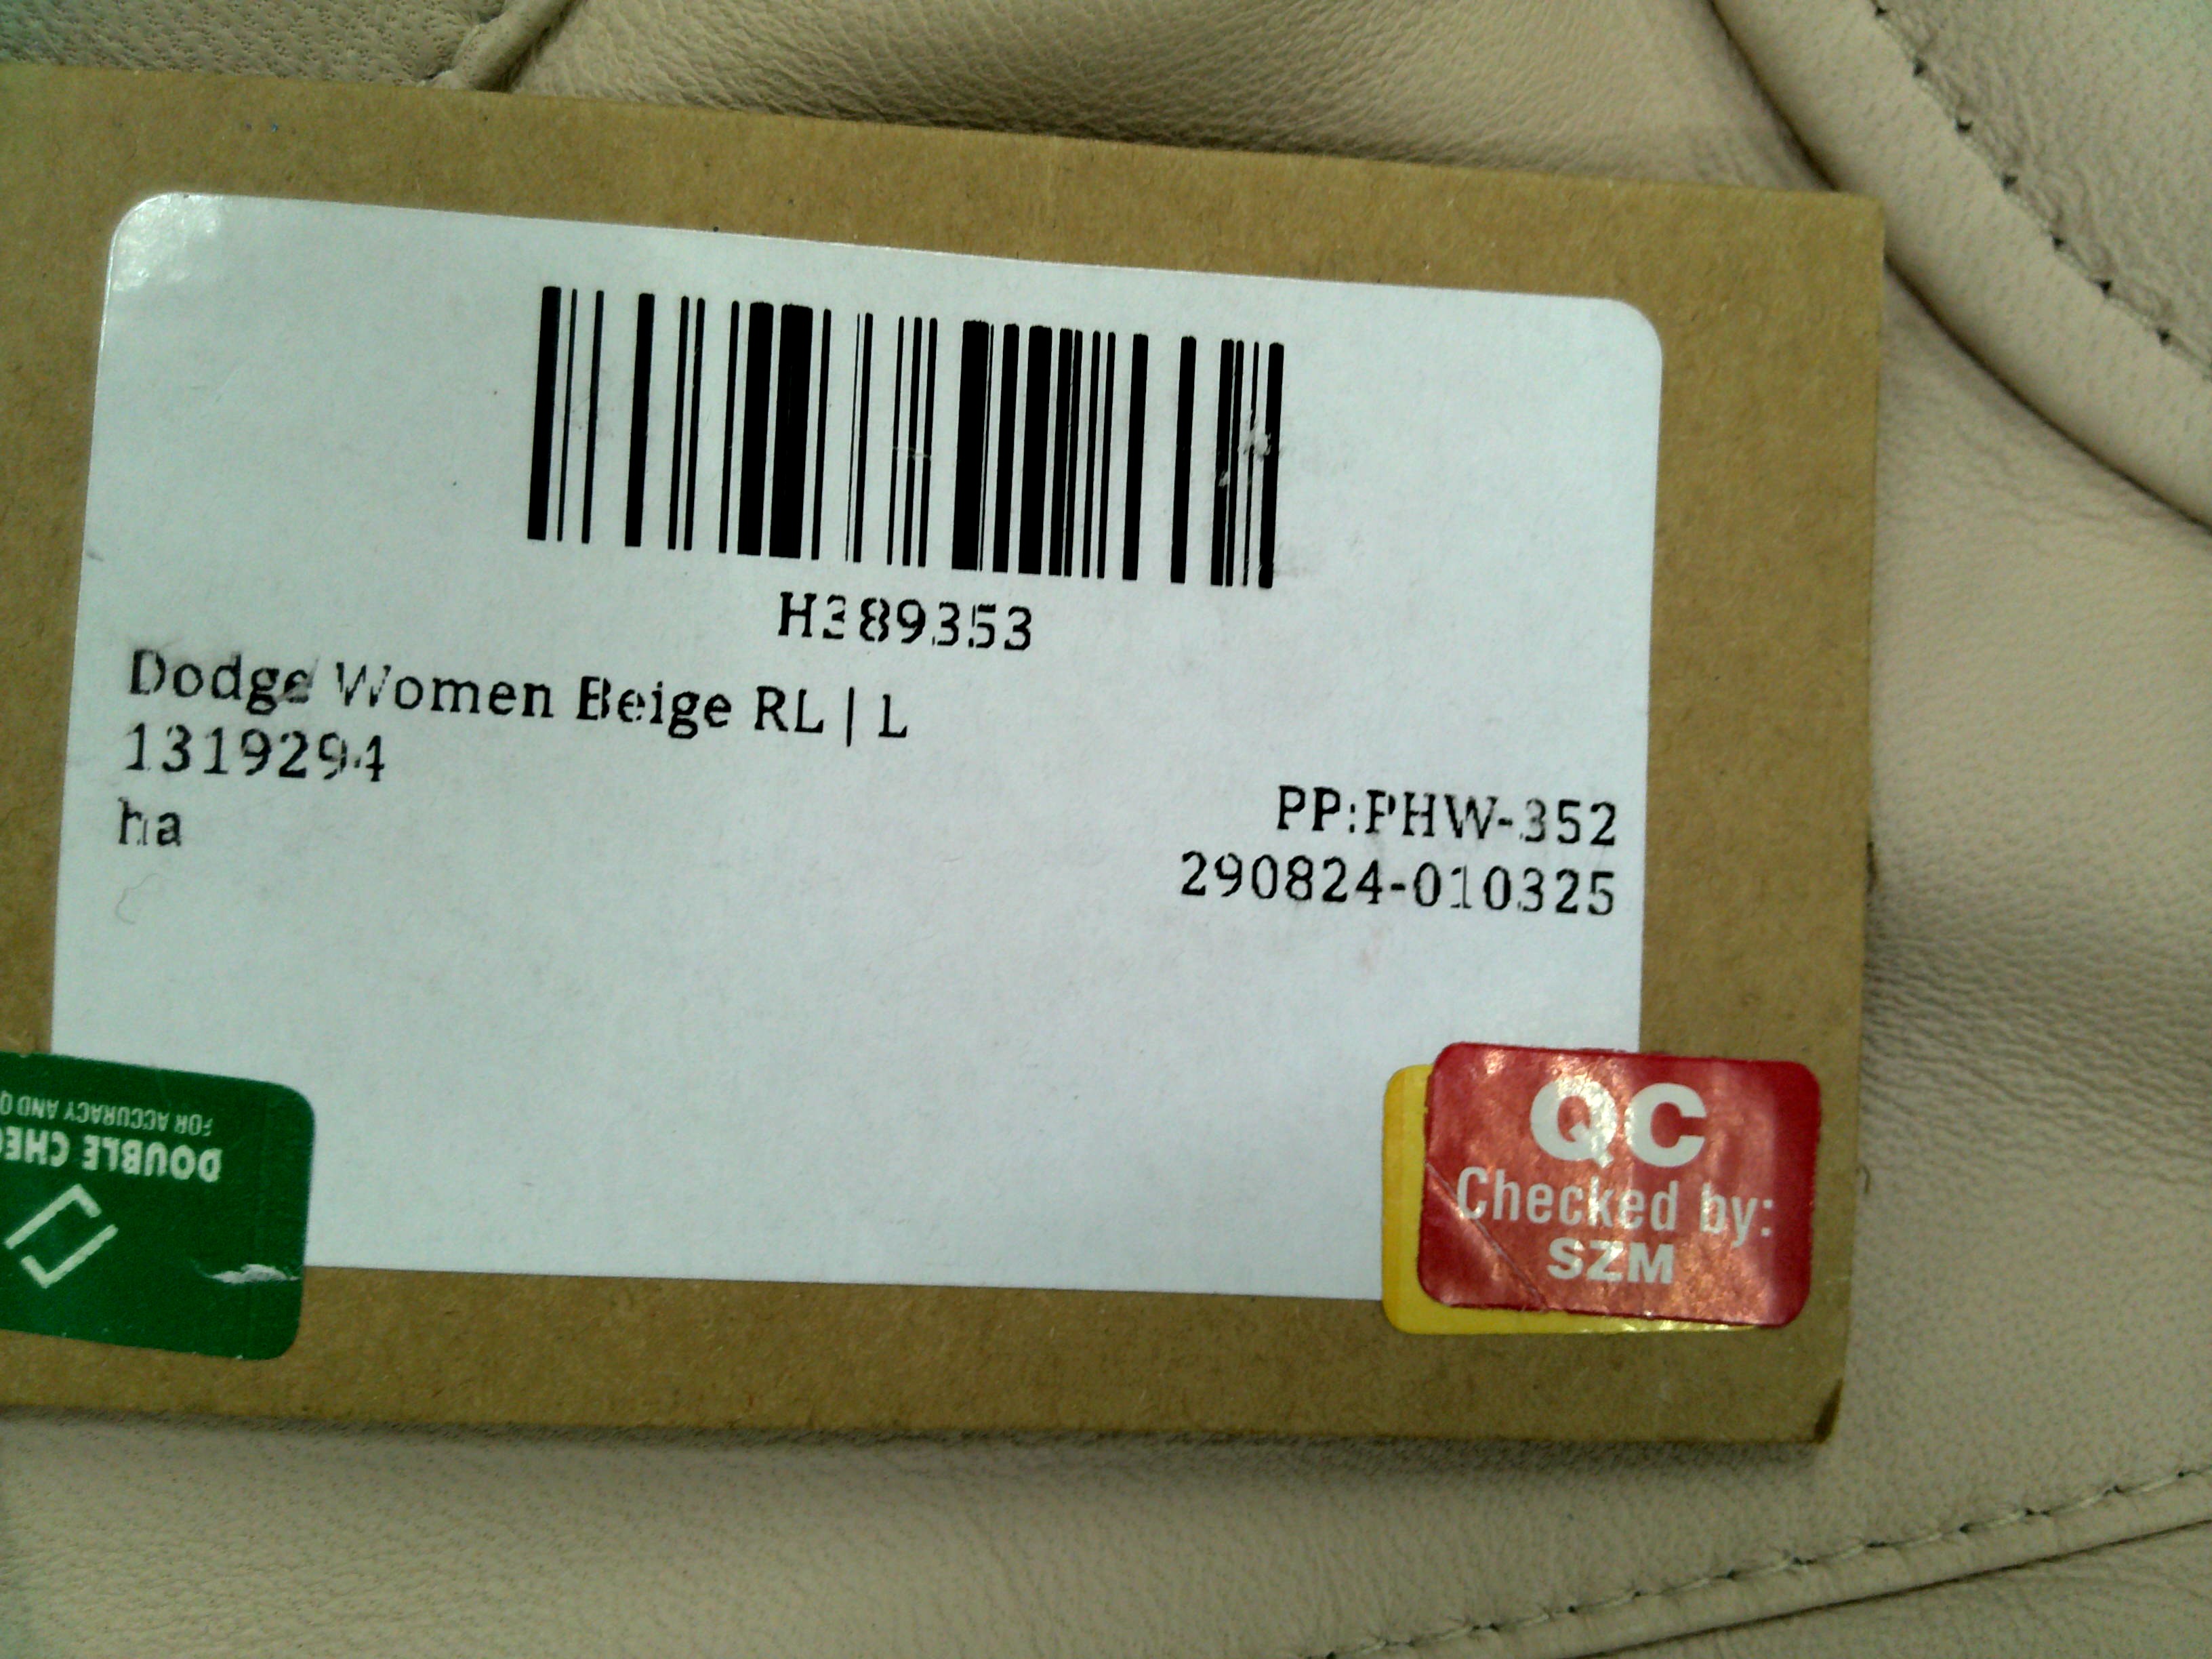 H389353
Dodge Women Beige RL | L
1319294
ha
PP:PHW-352
290824-010325
QC
Checked by:
SZM
DOUBLE
FOR ACCURACY AND